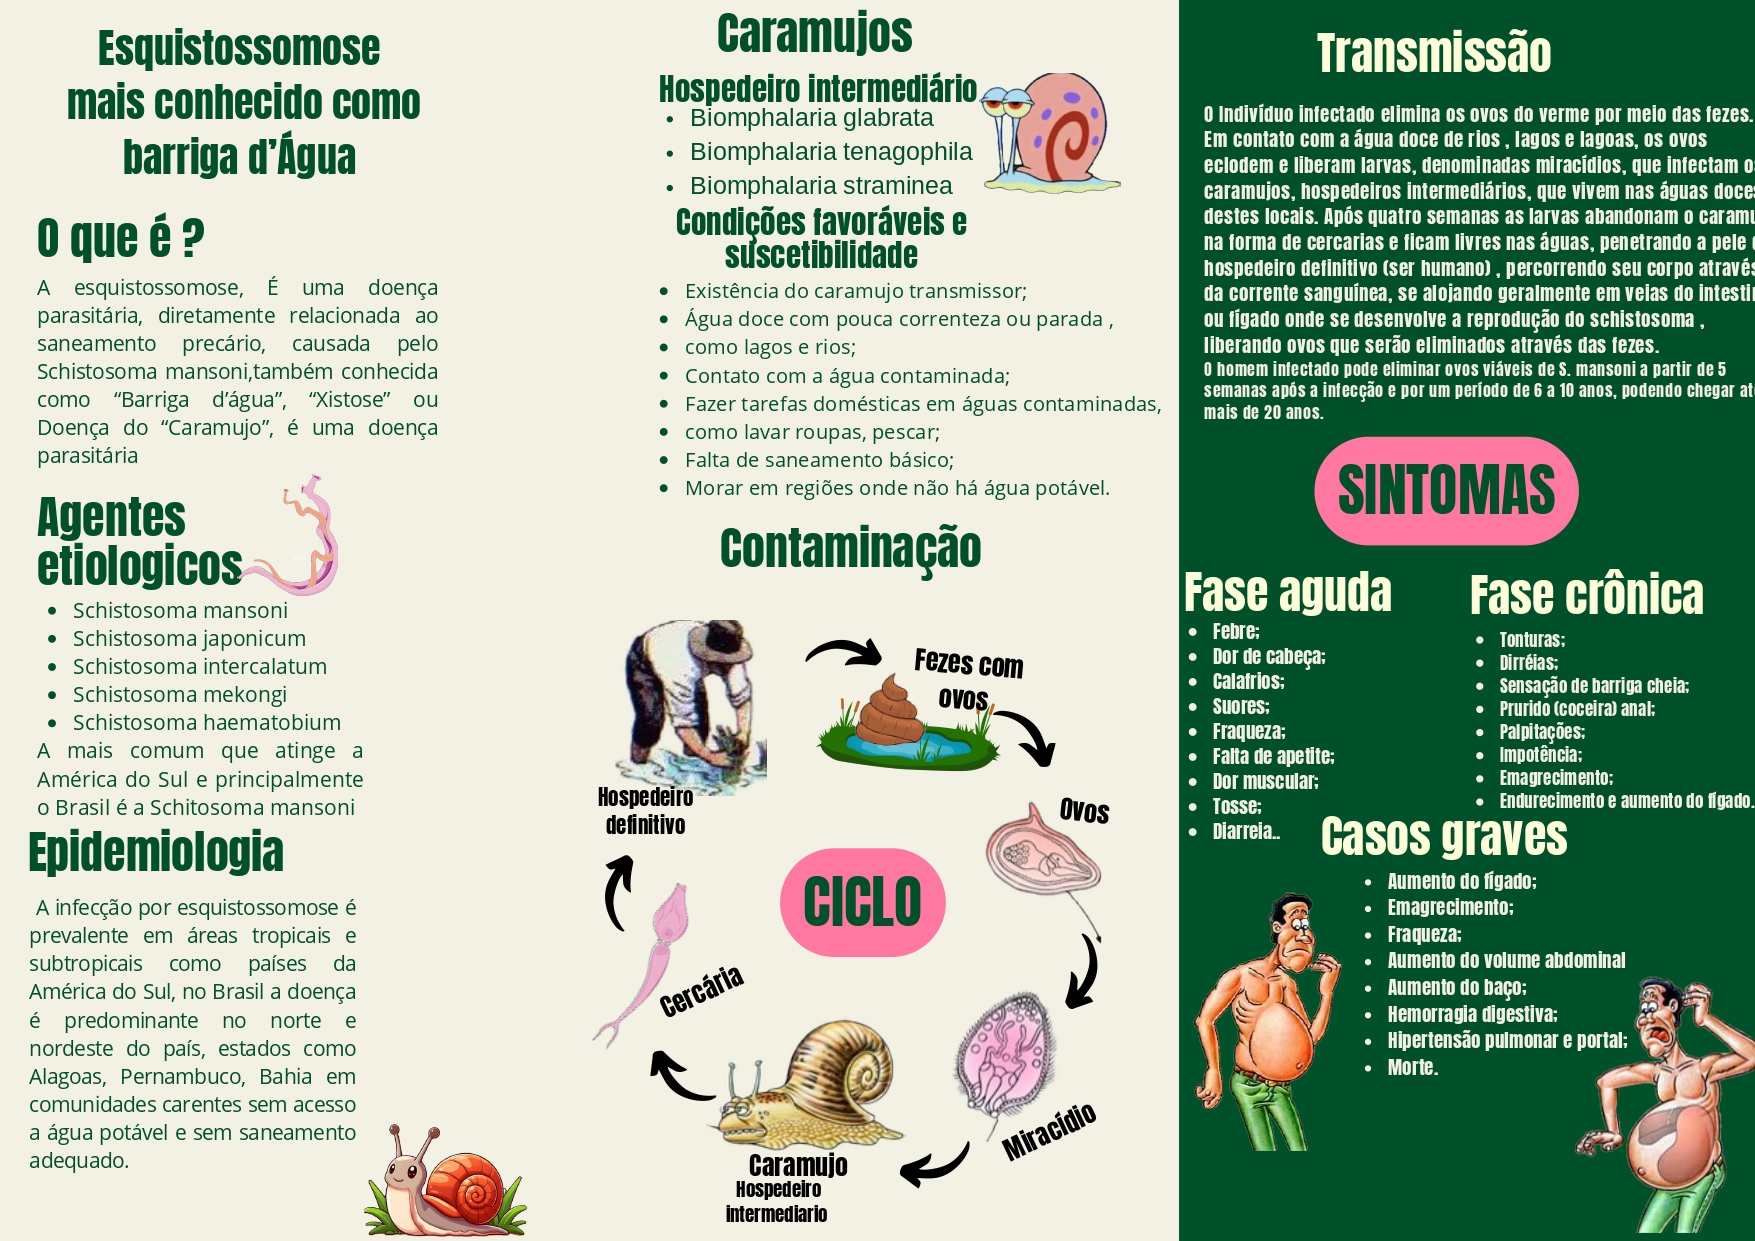 Esquistossomose
mais conhecido como
barriga d’Água
O que é ?
A esquistossomose, É uma doença
parasitária, diretamente relacionada ao
saneamento precário, causada pelo
Schistosoma mansoni,também conhecida
como “Barriga d’água”, “Xistose” ou
Doença do “Caramujo”, é uma doença
parasitária
Agentes
etiologicos
Schistosoma mansoni
Schistosoma japonicum
Schistosoma intercalatum
Schistosoma mekongi
Schistosoma haematobium
A mais comum que atinge a
América do Sul e principalmente
o Brasil é a Schitosoma mansoni
Epidemiologia
A infecção por esquistossomose é
prevalente em áreas tropicais e
subtropicais como países da
América do Sul, no Brasil a doença
é predominante no norte e
nordeste do país, estados como
Alagoas, Pernambuco, Bahia em
comunidades carentes sem acesso
a água potável e sem saneamento
adequado.
Caramujos
Hospedeiro intermediário
Biomphalaria glabrata
Biomphalaria tenagophila
Biomphalaria straminea
Condições favoráveis e
suscetibilidade
Existência do caramujo transmissor;
Água doce com pouca correnteza ou parada ,
como lagos e rios;
Contato com a água contaminada;
Fazer tarefas domésticas em águas contaminadas,
como lavar roupas, pescar;
Falta de saneamento básico;
Morar em regiões onde não há água potável.
Contaminação
Fezes com
ovos
Hospedeiro
definitivo
Ovos
CICLO
Cercária
Miracídio
Caramujo
Hospedeiro
intermediario
Transmissão
O Indivíduo infectado elimina os ovos do verme por meio das fezes.
Em contato com a água doce de rios , lagos e lagoas, os ovos
eclodem e liberam larvas, denominadas miracídios, que infectam os
caramujos, hospedeiros intermediários, que vivem nas águas doces
destes locais. Após quatro semanas as larvas abandonam o caramu
na forma de cercarias e ficam livres nas águas, penetrando a pele
hospedeiro definitivo (ser humano) , percorrendo seu corpo através
da corrente sanguínea, se alojando geralmente em veias do intesti
ou fígado onde se desenvolve a reprodução do schistosoma ,
liberando ovos que serão eliminados através das fezes.
O homem infectado pode eliminar ovos viáveis de S. mansoni a partir de 5
semanas após a infecção e por um período de 6 a 10 anos, podendo chegar até
mais de 20 anos.
SINTOMAS
Fase aguda
Febre;
Dor de cabeça;
Calafrios;
Suores;
Fraqueza;
Falta de apetite;
Dor muscular;
Tosse;
Diarreia..
Fase crônica
Tonturas;
Dirréias;
Sensação de barriga cheia;
Prurido (coceira) anal;
Palpitações;
Impotência;
Emagrecimento;
Endurecimento e aumento do fígado.
Casos graves
Aumento do fígado;
Emagrecimento;
Fraqueza;
Aumento do volume abdominal
Aumento do baço;
Hemorragia digestiva;
Hipertensão pulmonar e portal;
Morte.